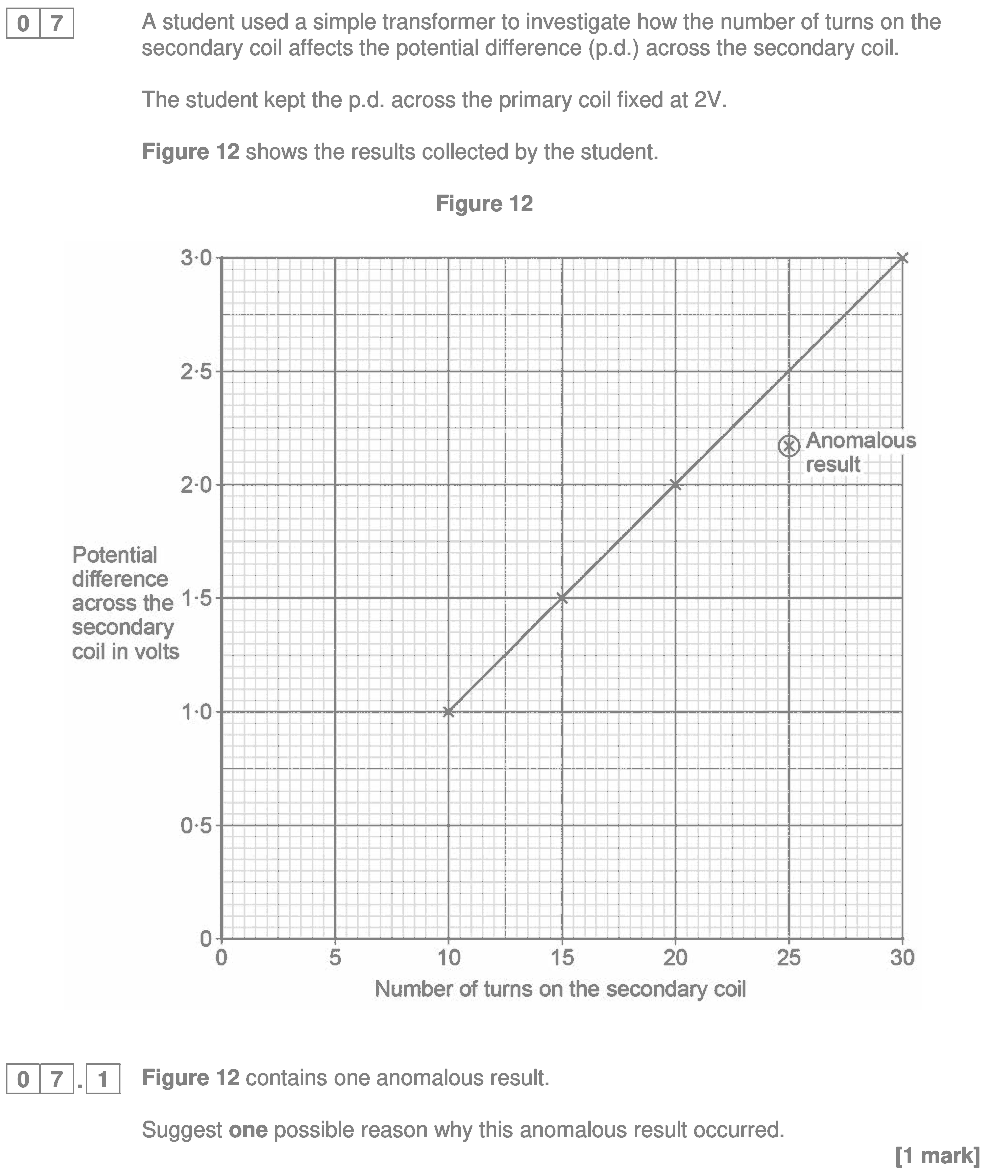 0 7 A student used a simple transformer to investigate how the number of turns on the
secondary coil affects the potential difference (p.d.) across the secondary coil.
The student kept the p.d. across the primary coil fixed at 2V.
Figure 12 shows the results collected by the student.
Figure 12
3·0
2·5
Anomalous
result
2·0
Potential
difference
across the
secondary
coil in volts
1·5
1·0
0·5
0
0 5 10 15 20 25 30
Number of turns on the secondary coil
0 7 . 1 Figure 12 contains one anomalous result.
Suggest one possible reason why this anomalous result occurred.
[1 mark]